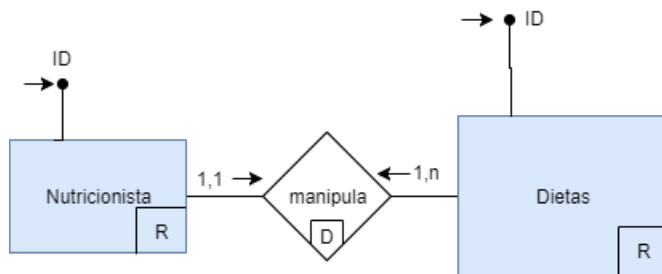 ID
ID
Nutricionista
R
1,1
manipula
D
1,n
Dietas
R